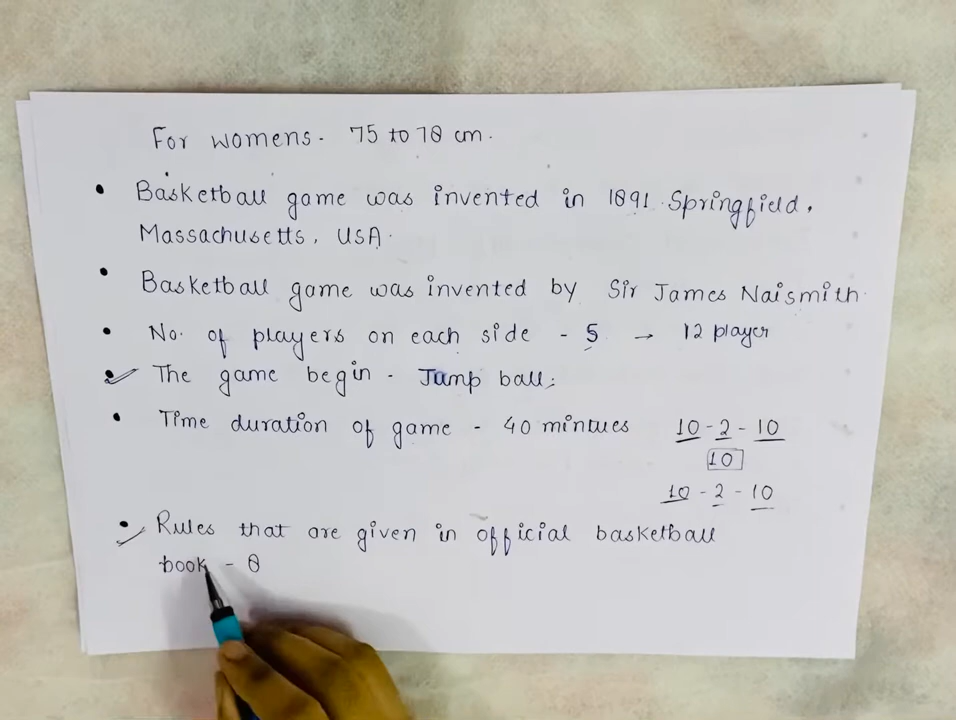 For womens - 75 to 78 cm.
• Basketball game was invented in 1891. Springfield,
Massachusetts, USA.
• Basketball game was invented by Sir James Naismith.
• No. of players on each side - 5 → 12 player
• The game begin - Jump ball;
• Time duration of game - 40 mintues 10 - 2 - 10
10
10 - 2 - 10
• Rules that are given in official basketball
book - 8